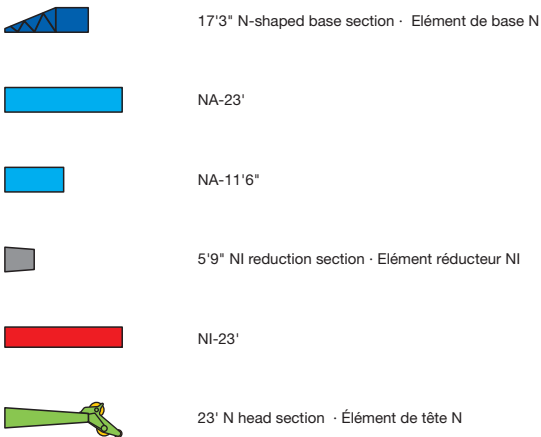 17'3" N-shaped base section · Elément de base N
NA-23'
NA-11'6"
5'9" NI reduction section · Elément réducteur NI
NI-23'
23' N head section · Élément de tête N